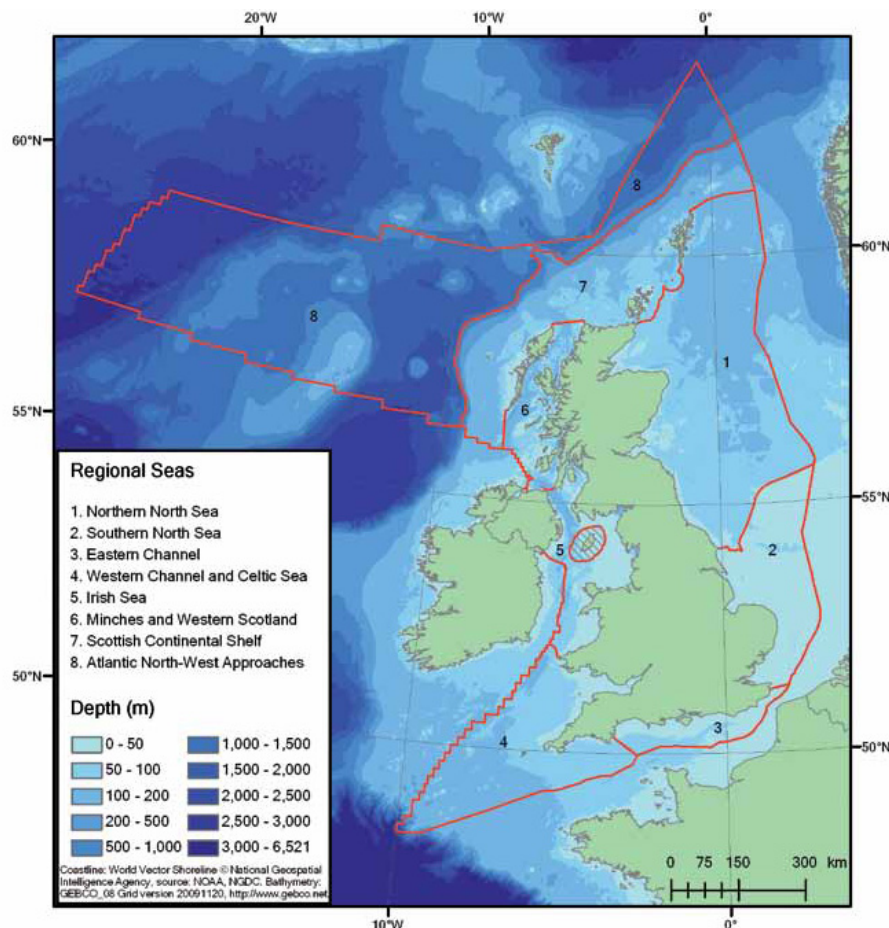 20°W 10°W 0°
60°N
60°N
8
7
8
1
6
55°N
55°N
5
2
50°N
50°N
3
4
Regional Seas
1. Northern North Sea
2. Southern North Sea
3. Eastern Channel
4. Western Channel and Celtic Sea
5. Irish Sea
6. Minches and Western Scotland
7. Scottish Continental Shelf
8. Atlantic North-West Approaches
Depth (m)
0 - 50 1,000 - 1,500
50 - 100 1,500 - 2,000
100 - 200 2,000 - 2,500
200 - 500 2,500 - 3,000
500 - 1,000 3,000 - 6,521
Coastline: World Vector Shoreline © National Geospatial
Intelligence Agency, source: NOAA, NGDC. Bathymetry:
GEBCO_08 Grid version 20091120, http://www.gebco.net
0 75 150 300 km
10°W 0°